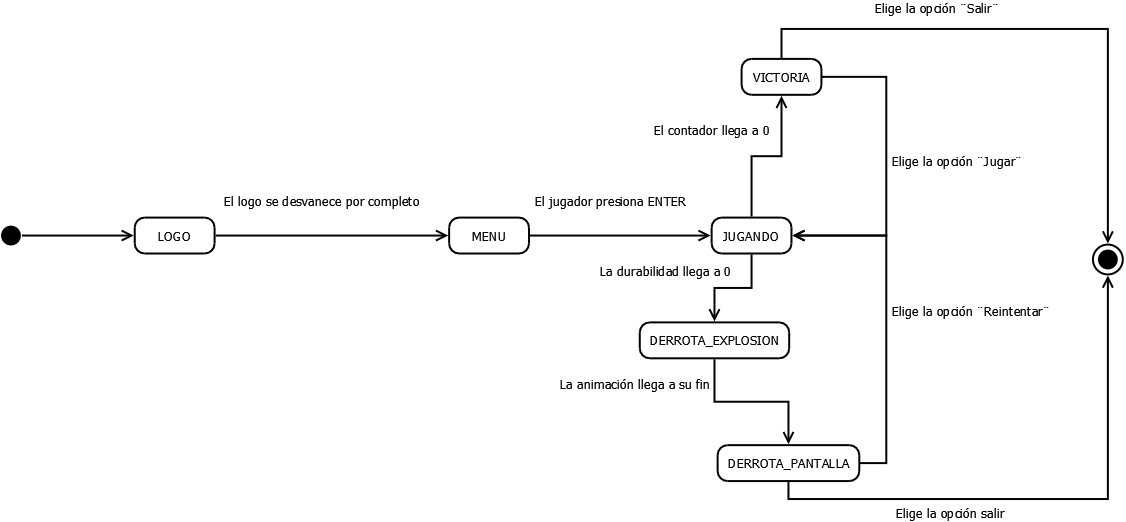 Elige la opción ¨Salir¨
VICTORIA
El contador llega a 0
Elige la opción ¨Jugar¨
El logo se desvanece por completo
El jugador presiona ENTER
LOGO
MENU
JUGANDO
La durabilidad llega a 0
Elige la opción ¨Reintentar¨
DERROTA_EXPLOSION
La animación llega a su fin
DERROTA_PANTALLA
Elige la opción salir